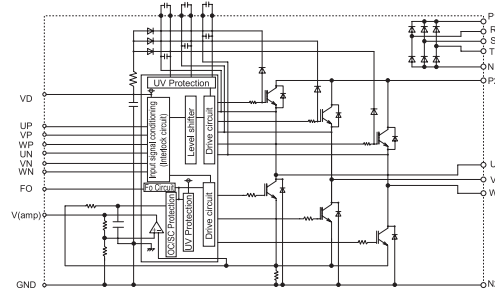 P
R
S
T
N
P2
UV Protection
VD
UP
VP
WP
UN
VN
WN
FO
V(amp)
GND
Input signal conditioning
(Interlock circuit)
Level shifter
Drive circuit
Fo Circuit
OC/SC Protection
UV Protection
Drive circuit
U
V
W